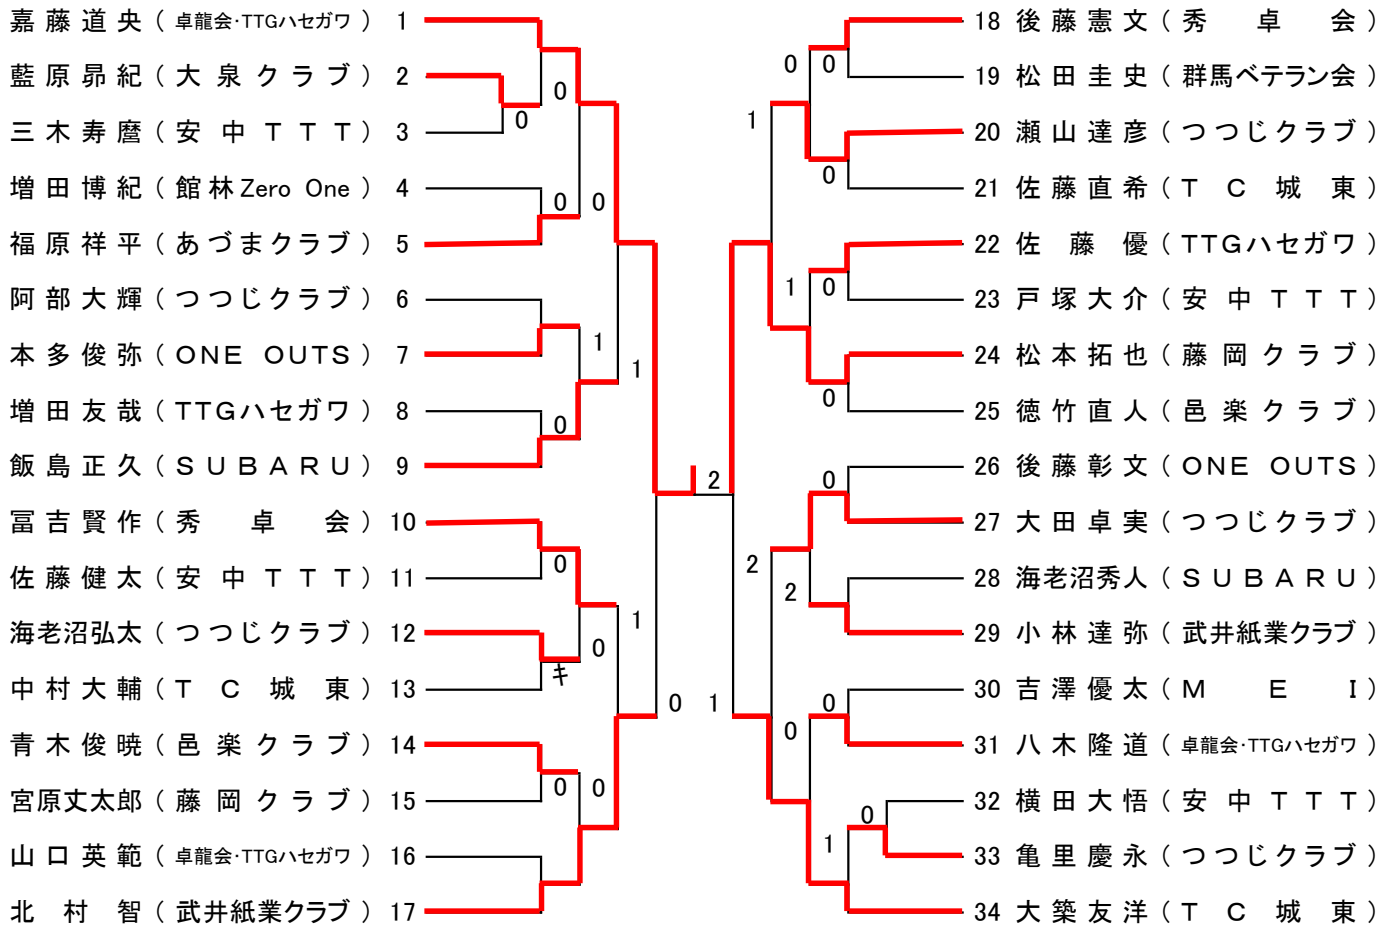 嘉藤道央（卓龍会・TTGハセガワ）1
藍原昴紀（大泉クラブ）2
三木寿麿（安中ＴＴＴ）3
増田博紀（館林Zero One）4
福原祥平（あづまクラブ）5
阿部大輝（つつじクラブ）6
本多俊弥（ＯＮＥ ＯＵＴＳ）7
増田友哉（ＴＴＧハセガワ）8
飯島正久（ＳＵＢＡＲＵ）9
冨吉賢作（秀卓会）10
佐藤健太（安中ＴＴＴ）11
海老沼弘太（つつじクラブ）12
中村大輔（ＴＣ城東）13
青木俊暁（邑楽クラブ）14
宮原丈太郎（藤岡クラブ）15
山口英範（卓龍会・TTGハセガワ）16
北村智（武井紙業クラブ）17
0
0
0
0
1
1
0
0
キ
0
1
0
0
0
2
18 後藤憲文（秀卓会）
19 松田圭史（群馬ベテラン会）
20 瀬山達彦（つつじクラブ）
21 佐藤直希（ＴＣ城東）
22 佐藤優（ＴＴＧハセガワ）
23 戸塚大介（安中ＴＴＴ）
24 松本拓也（藤岡クラブ）
25 徳竹直人（邑楽クラブ）
26 後藤彰文（ＯＮＥ ＯＵＴＳ）
27 大田卓実（つつじクラブ）
28 海老沼秀人（ＳＵＢＡＲＵ）
29 小林達弥（武井紙業クラブ）
30 吉澤優太（ＭＥＩ）
31 八木隆道（卓龍会・TTGハセガワ）
32 横田大悟（安中ＴＴＴ）
33 亀里慶永（つつじクラブ）
34 大築友洋（ＴＣ城東）
0
0
1
0
1
0
0
0
2
2
1
0
0
0
1